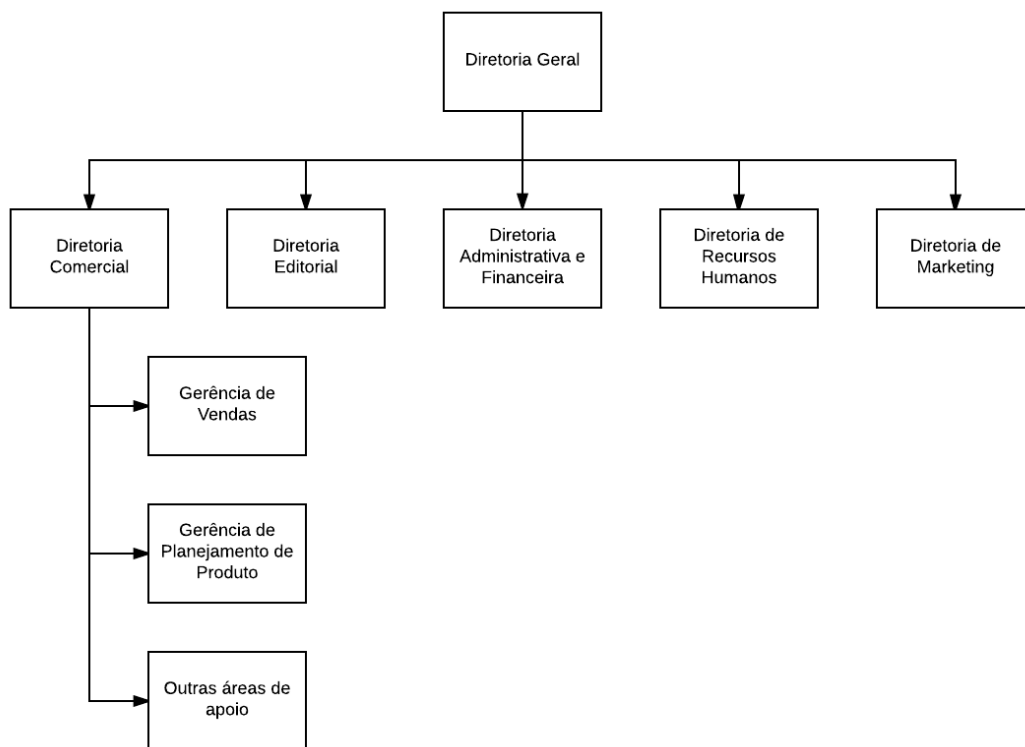 Diretoria Geral
Diretoria
Comercial
Diretoria
Editorial
Diretoria
Administrativa e
Financeira
Diretoria de
Recursos
Humanos
Diretoria de
Marketing
Gerência de
Vendas
Gerência de
Planejamento de
Produto
Outras áreas de
apoio